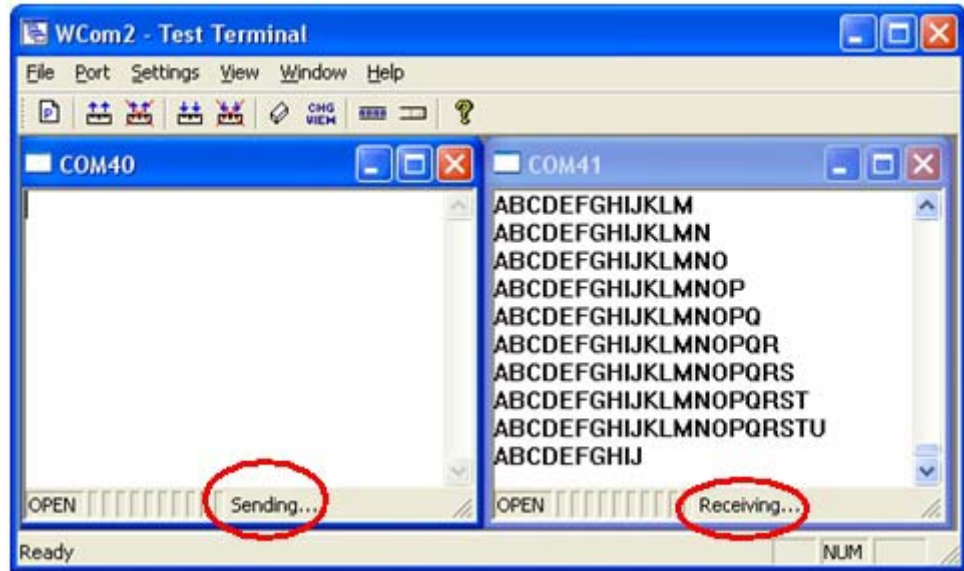 WCom2 - Test Terminal
File Port Settings View Window Help
P CHG VIEW ?
COM40
OPEN Sending...
COM41
ABCDEFGHIJKLM
ABCDEFGHIJKLMN
ABCDEFGHIJKLMNO
ABCDEFGHIJKLMNOP
ABCDEFGHIJKLMNOPQ
ABCDEFGHIJKLMNOPQR
ABCDEFGHIJKLMNOPQRS
ABCDEFGHIJKLMNOPQRST
ABCDEFGHIJKLMNOPQRSTU
ABCDEFGHIJ
OPEN Receiving...
Ready NUM